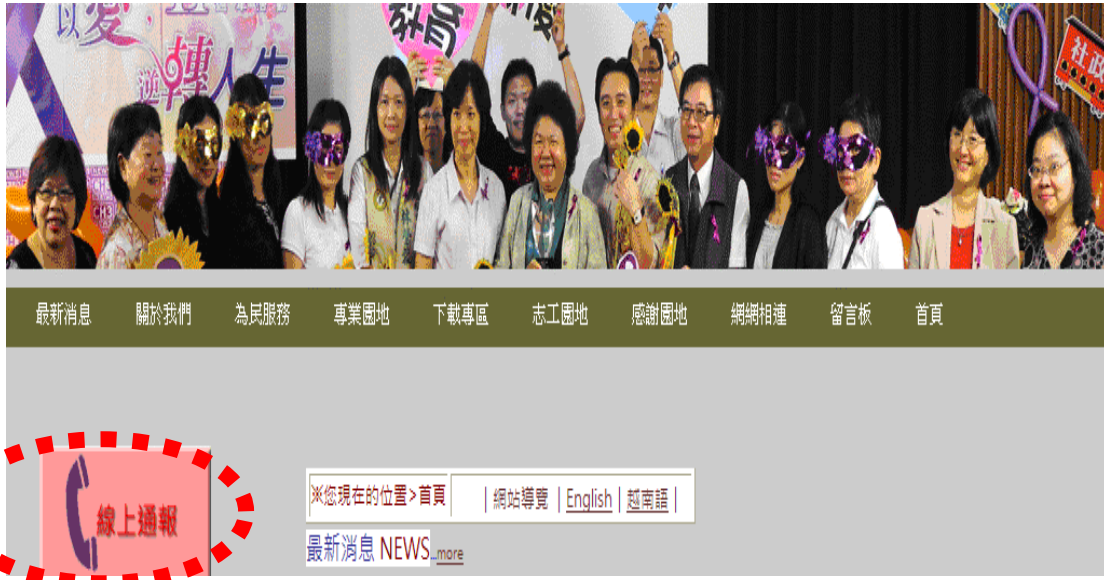 以愛，
逆轉人生
教育
社政
CH3
最新消息 關於我們 為民服務 專業園地 下載專區 志工園地 感謝園地 網網相連 留言板 首頁
線上通報
※您現在的位置>首頁 | 網站導覽 | English | 越南語 |
最新消息 NEWS...more